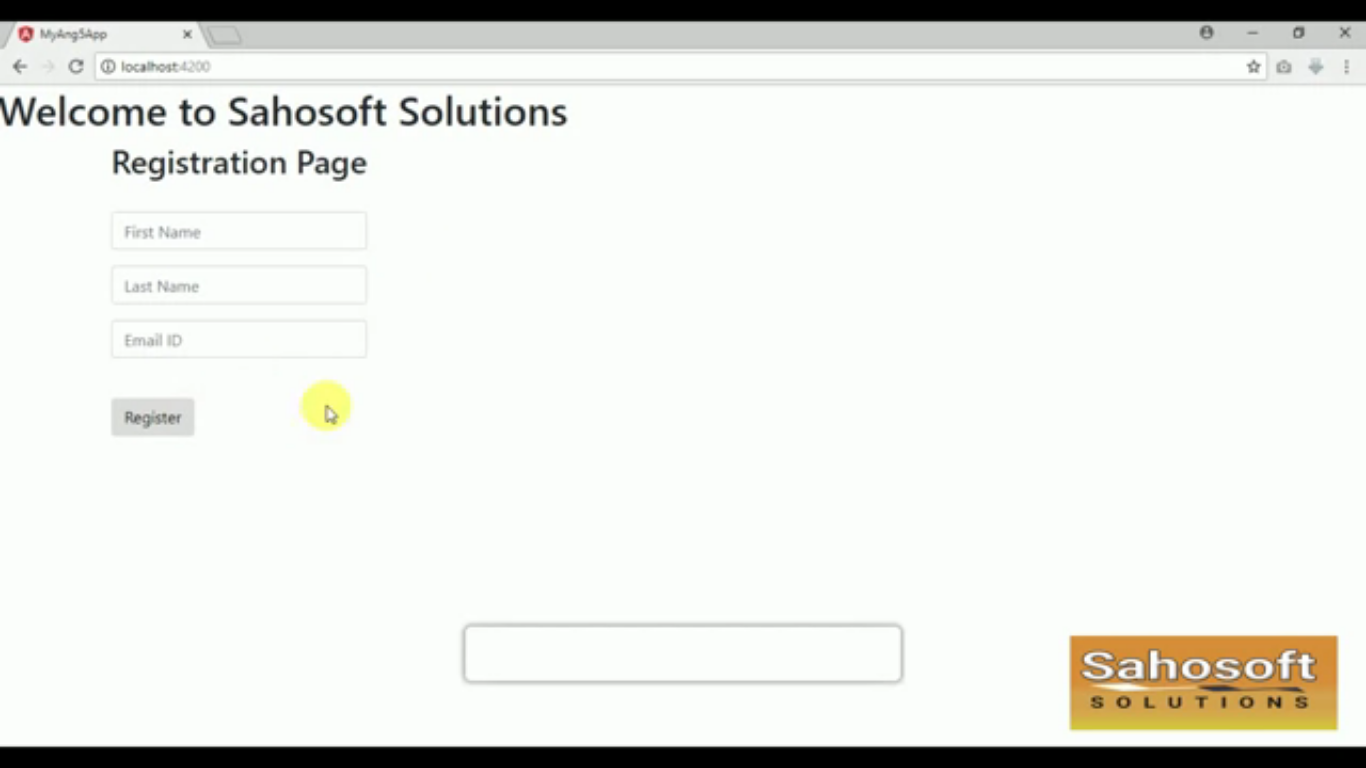 MyAng5App
localhost:4200
Welcome to Sahosoft Solutions
Registration Page
First Name
Last Name
Email ID
Register
Sahosoft
SOLUTIONS